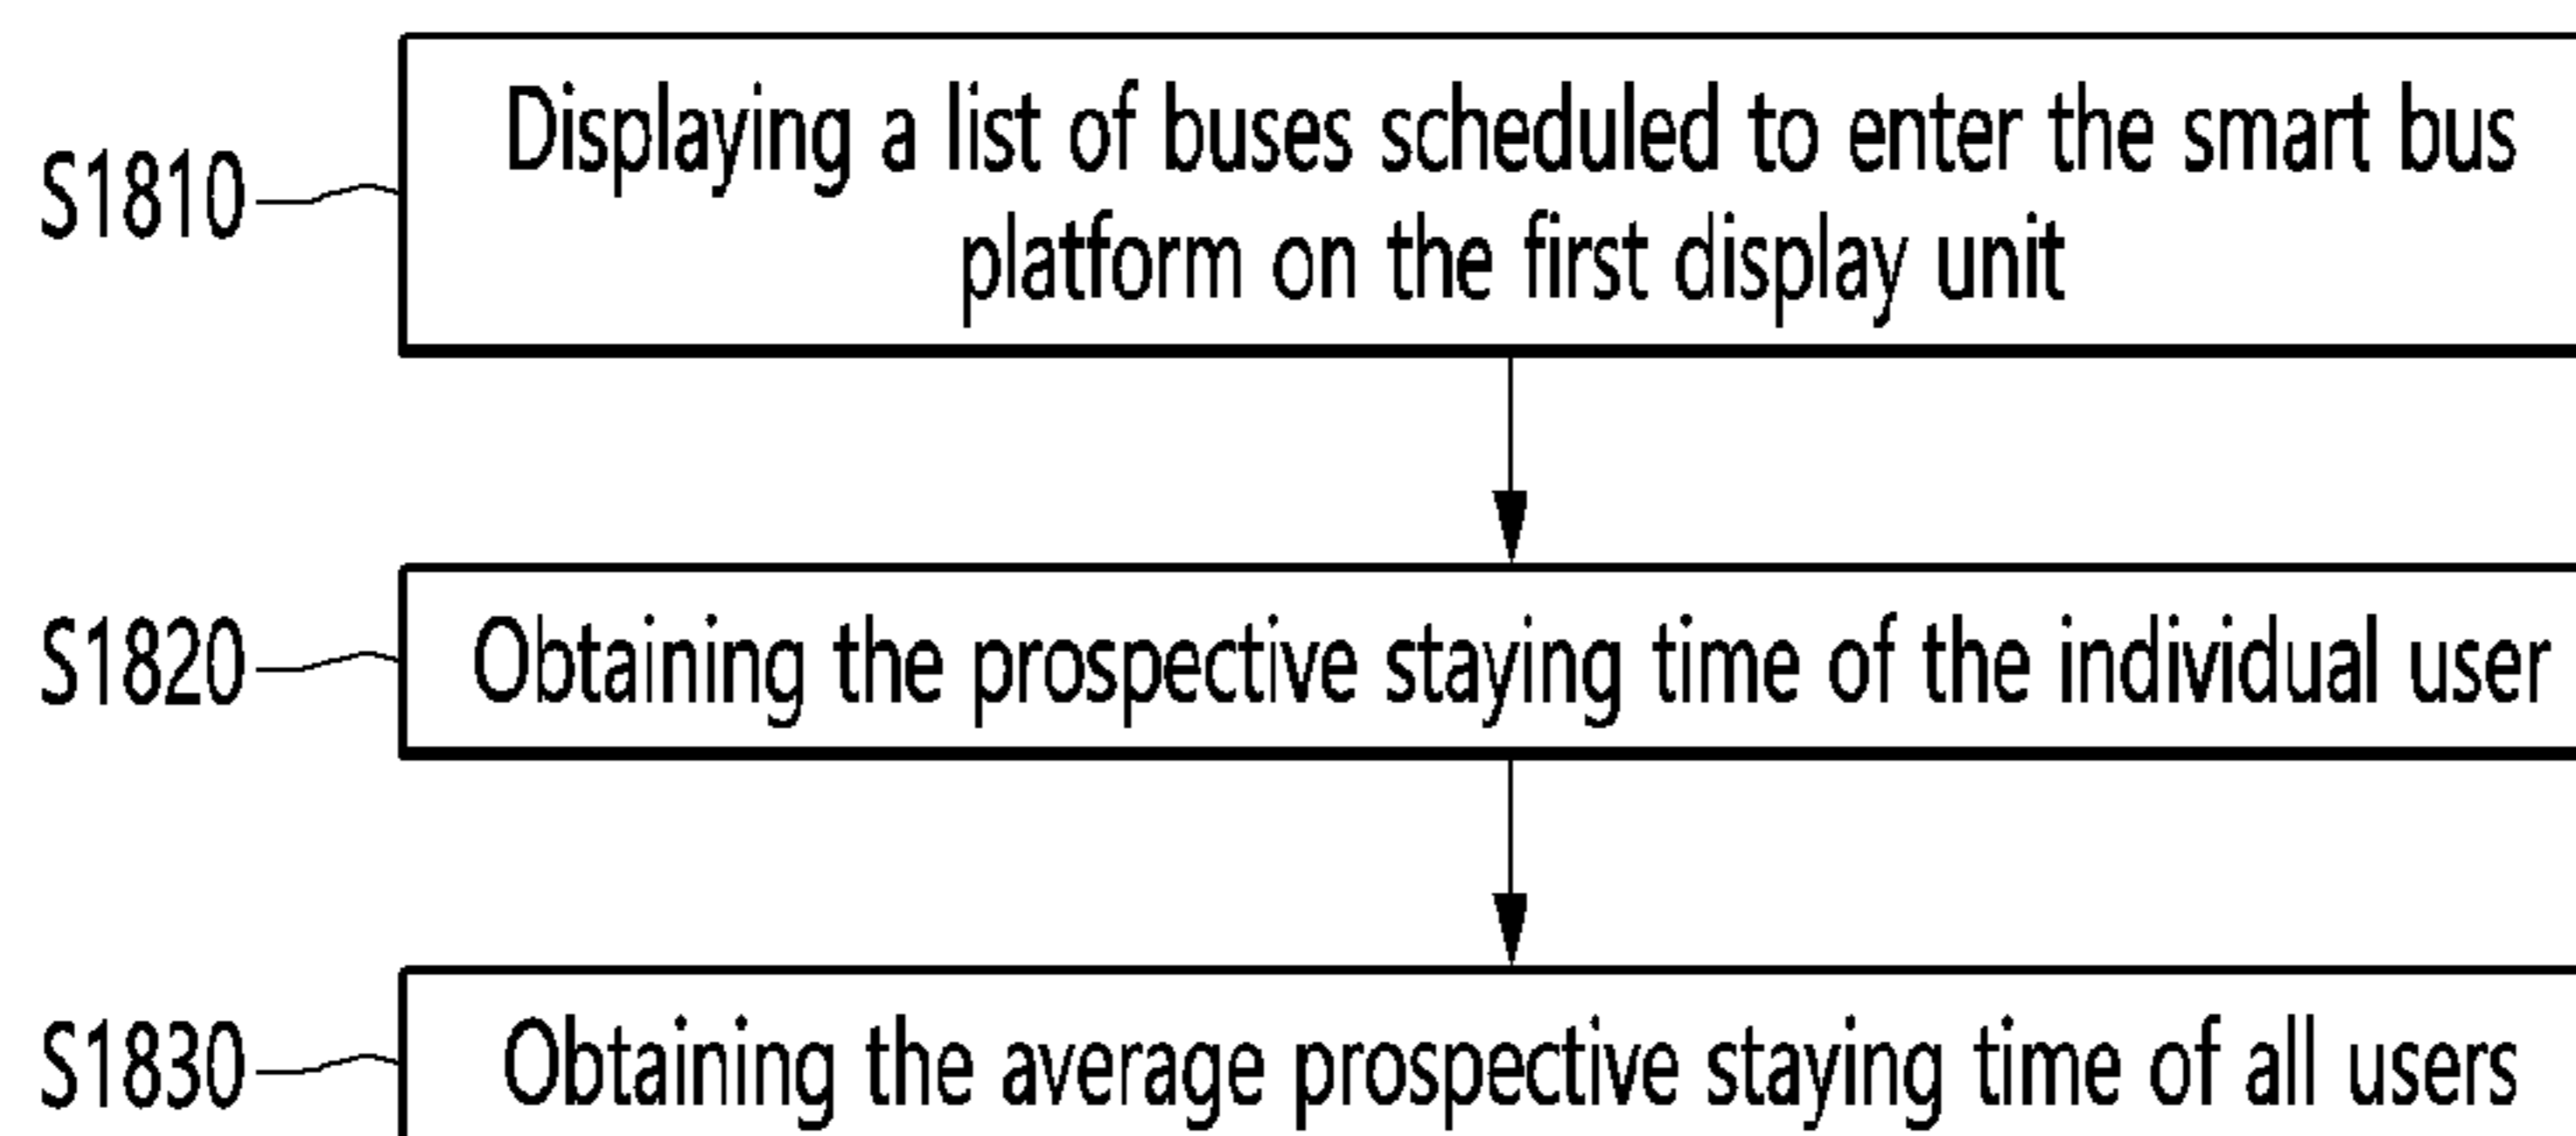 S1810
Displaying a list of buses scheduled to enter the smart bus
platform on the first display unit
S1820
Obtaining the prospective staying time of the individual user
S1830
Obtaining the average prospective staying time of all users